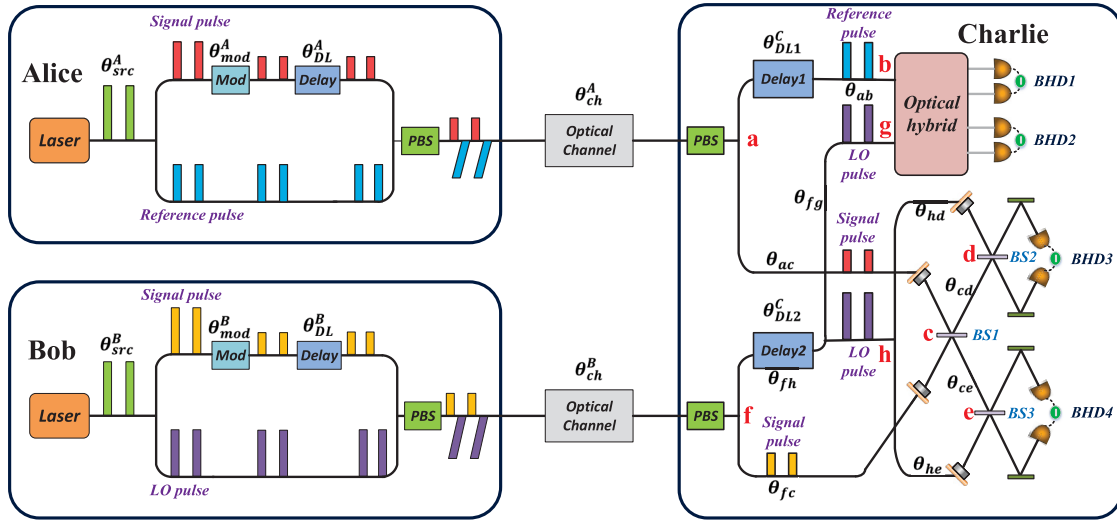 Alice
Laser
θ^A_src
Signal pulse
θ^A_mod
Mod
θ^A_DL
Delay
Reference pulse
PBS
θ^A_ch
Optical
Channel
Bob
Laser
θ^B_src
Signal pulse
θ^B_mod
Mod
θ^B_DL
Delay
LO pulse
PBS
θ^B_ch
Optical
Channel
Charlie
PBS
a
θ^C_DL1
Delay1
Reference
pulse
b
θ_ab
g
LO
pulse
Optical
hybrid
BHD1
BHD2
θ_fg
θ_hd
Signal
pulse
θ_ac
d
BS2
BHD3
θ_cd
θ^C_DL2
Delay2
θ_fh
LO
pulse
h
c
BS1
θ_ce
PBS
f
Signal
pulse
θ_fc
e
BS3
BHD4
θ_he